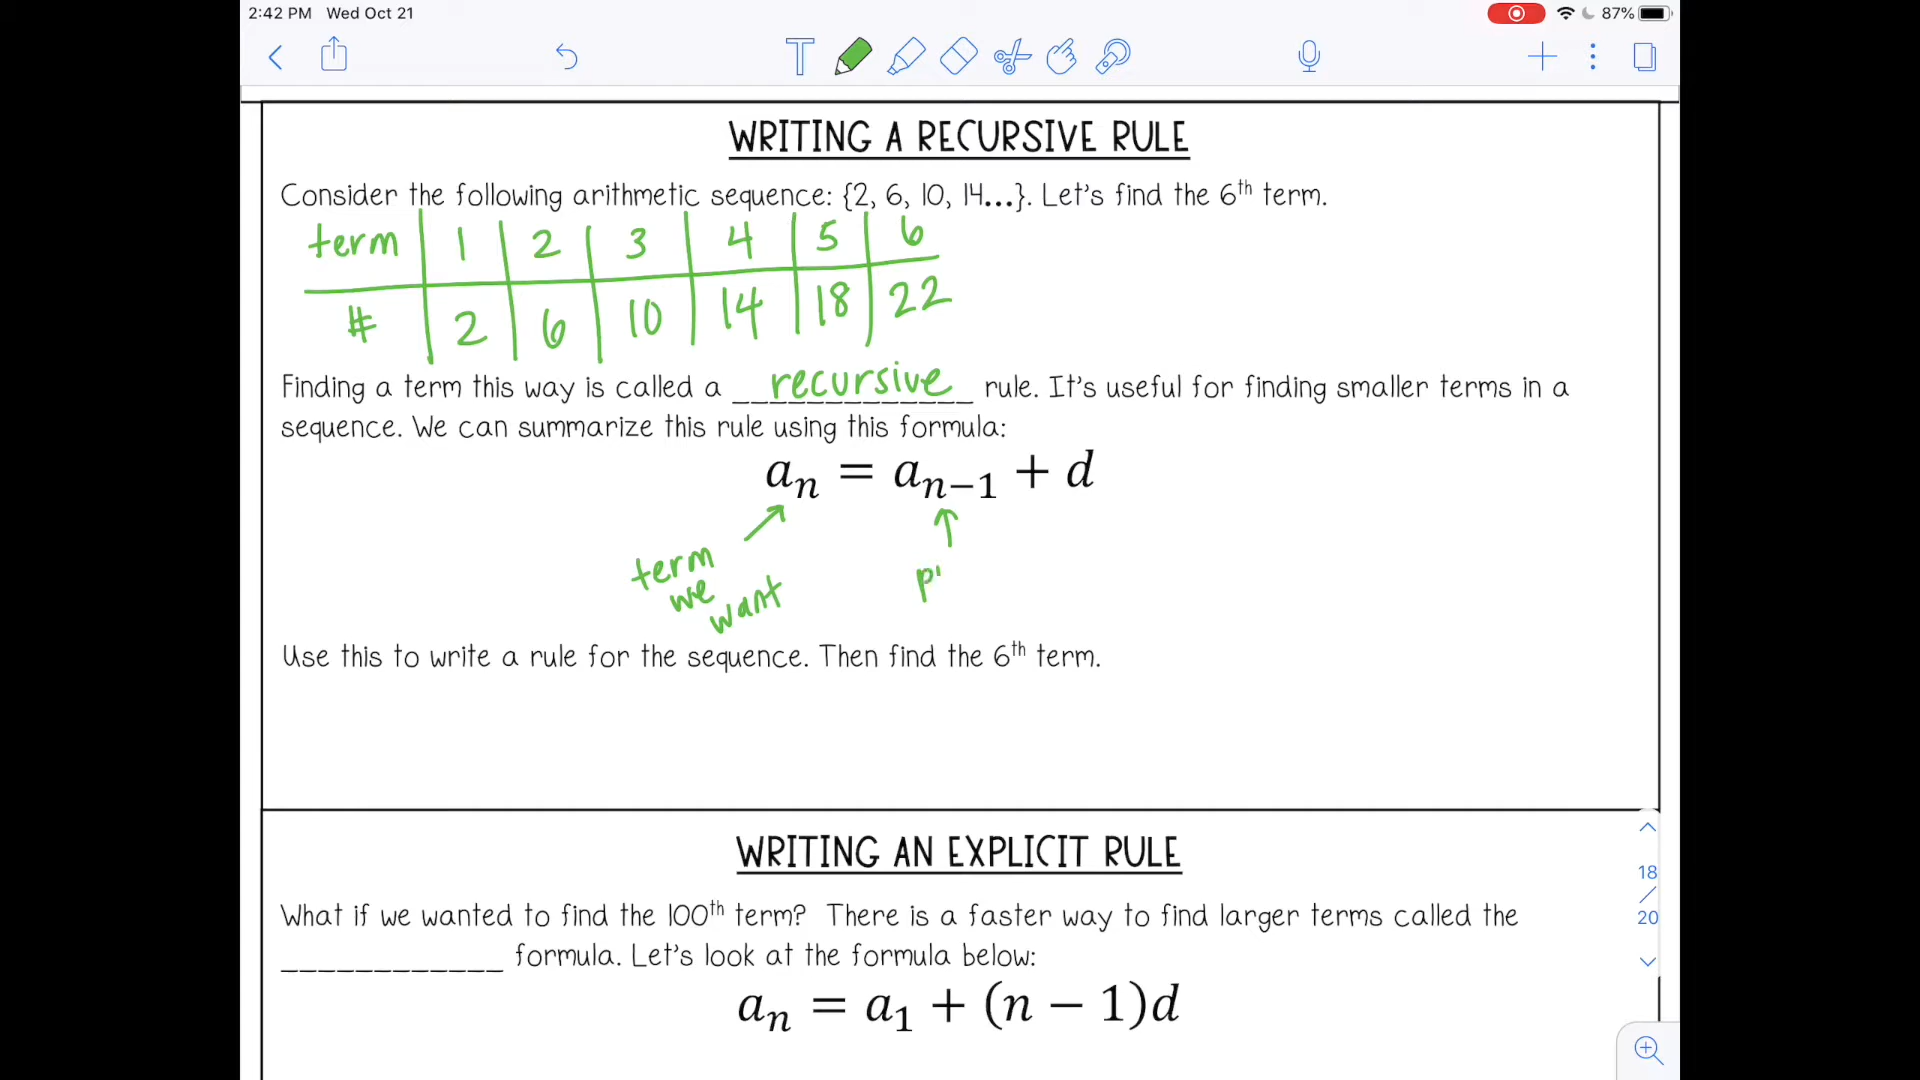 2:42 PM Wed Oct 21
87%
WRITING A RECURSIVE RULE
Consider the following arithmetic sequence: {2, 6, 10, 14...}. Let's find the 6th term.
term 1 2 3 4 5 6
# 2 6 10 14 18 22
Finding a term this way is called a recursive rule. It's useful for finding smaller terms in a
sequence. We can summarize this rule using this formula:
aₙ = aₙ₋₁ + d
term
we
want
Use this to write a rule for the sequence. Then find the 6th term.
WRITING AN EXPLICIT RULE
18
/
20
What if we wanted to find the 100th term? There is a faster way to find larger terms called the
____________ formula. Let's look at the formula below:
aₙ = a₁ + (n − 1)d